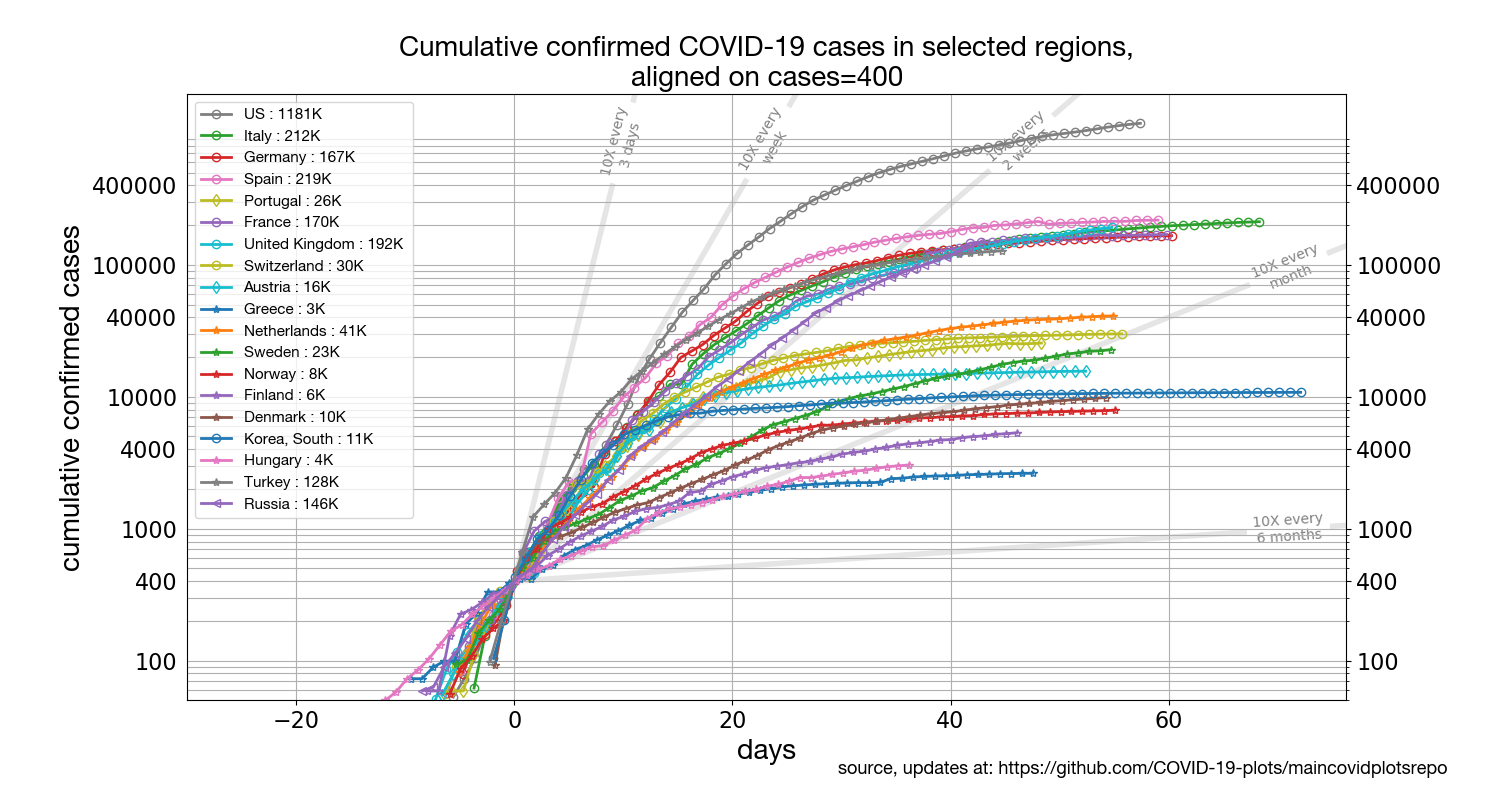 Cumulative confirmed COVID-19 cases in selected regions,
aligned on cases=400
US : 1181K
Italy : 212K
Germany : 167K
Spain : 219K
Portugal : 26K
France : 170K
United Kingdom : 192K
Switzerland : 30K
Austria : 16K
Greece : 3K
Netherlands : 41K
Sweden : 23K
Norway : 8K
Finland : 6K
Denmark : 10K
Korea, South : 11K
Hungary : 4K
Turkey : 128K
Russia : 146K
10X every
3 days
10X every
week
10X every
2 weeks
10X every
month
10X every
6 months
cumulative confirmed cases
400000
100000
40000
10000
4000
1000
400
100
400000
100000
40000
10000
4000
1000
400
100
−20
0
20
40
60
days
source, updates at: https://github.com/COVID-19-plots/maincovidplotsrepo